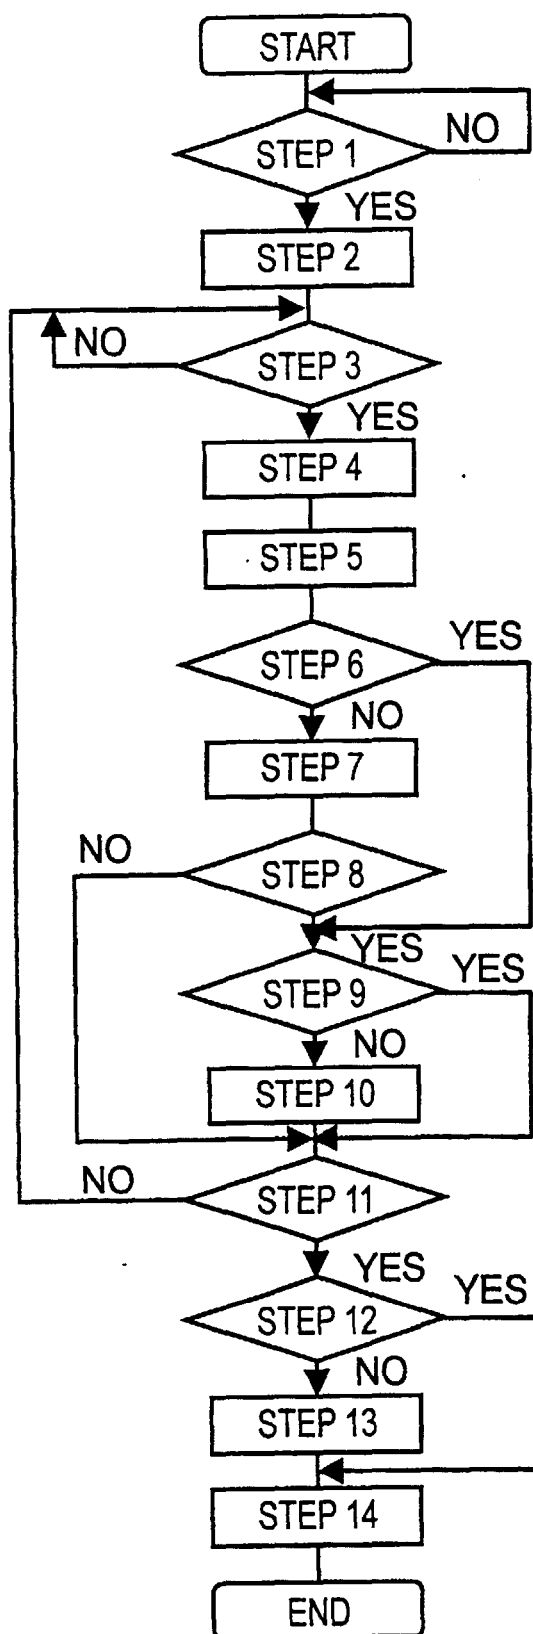 START
NO
STEP 1
YES
STEP 2
NO
STEP 3
YES
STEP 4
STEP 5
YES
STEP 6
NO
STEP 7
NO
STEP 8
YES
YES
STEP 9
NO
STEP 10
NO
STEP 11
YES
YES
STEP 12
NO
STEP 13
STEP 14
END